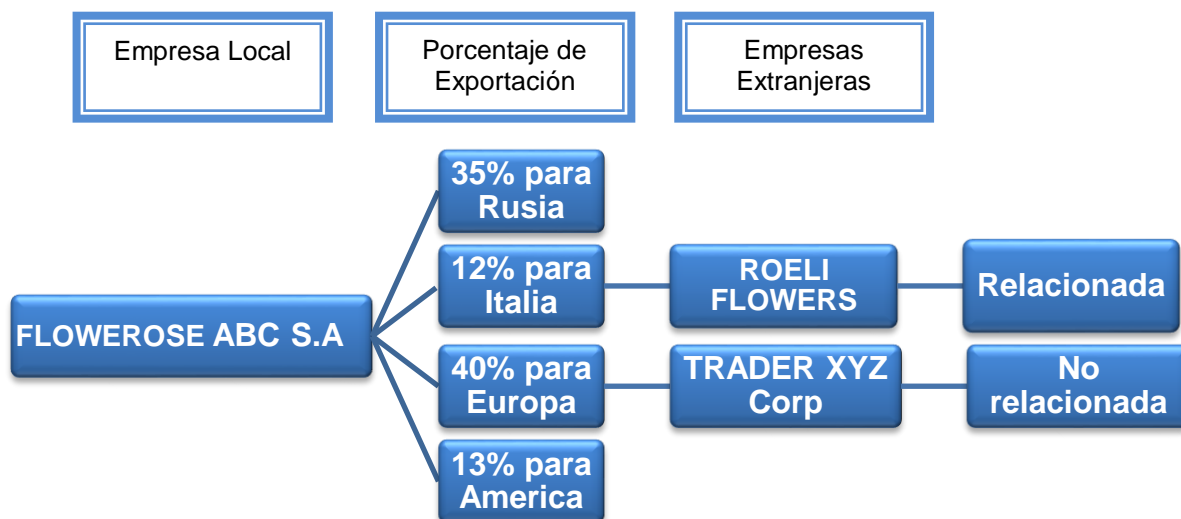 Empresa Local
Porcentaje de
Exportación
Empresas
Extranjeras
FLOWEROSE ABC S.A
35% para
Rusia
12% para
Italia
ROELI
FLOWERS
Relacionada
40% para
Europa
TRADER XYZ
Corp
No
relacionada
13% para
America